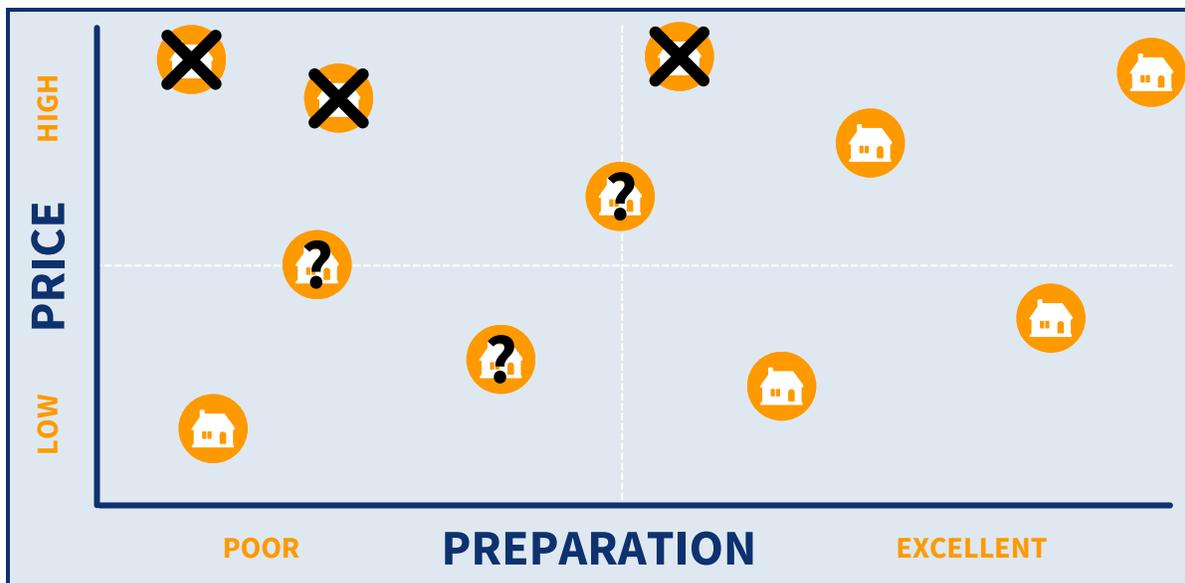 HIGH
PRICE
LOW
?
?
?
POOR PREPARATION EXCELLENT